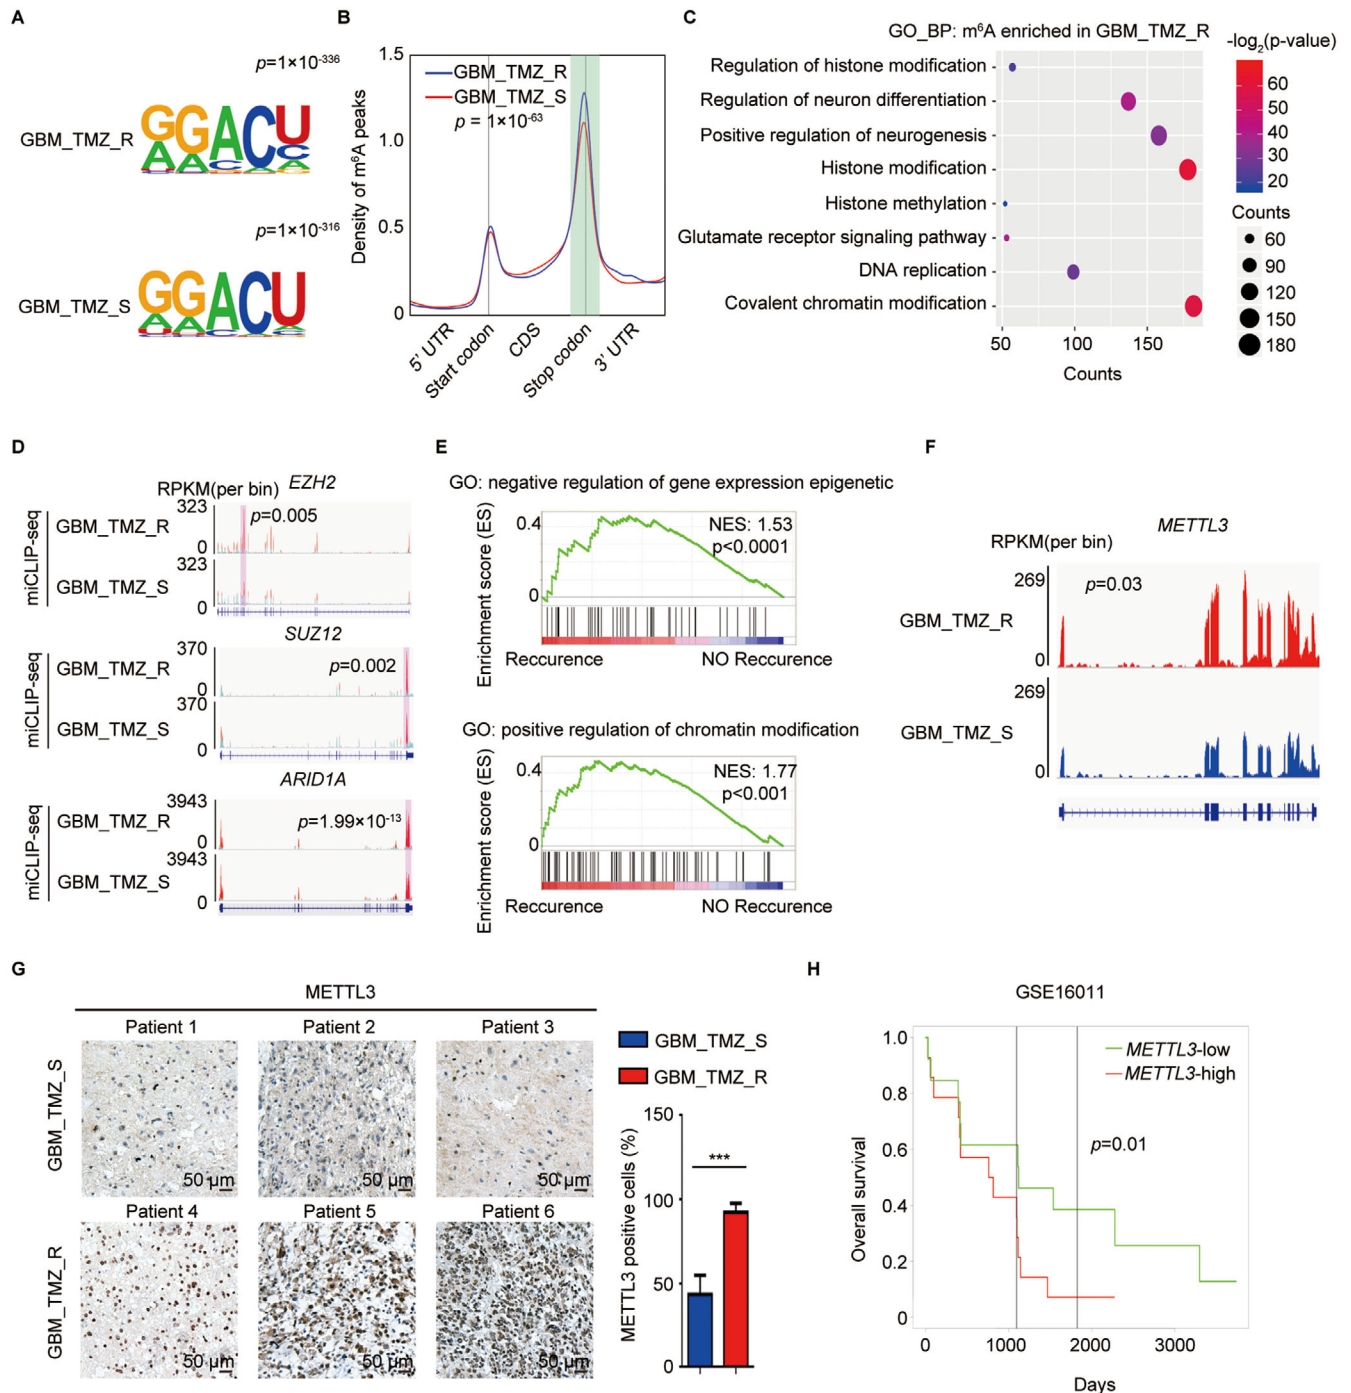 A
p=1×10-336
GBM_TMZ_R
GGACU
p=1×10-316
GBM_TMZ_S
GGACU
B
Density of m6A peaks
1.5
1.0
0.5
0
GBM_TMZ_R
GBM_TMZ_S
p = 1×10-63
5' UTR
Start codon
CDS
Stop codon
3' UTR
C
GO_BP: m6A enriched in GBM_TMZ_R
Regulation of histone modification
Regulation of neuron differentiation
Positive regulation of neurogenesis
Histone modification
Histone methylation
Glutamate receptor signaling pathway
DNA replication
Covalent chromatin modification
50 100 150
Counts
-log2(p-value)
60
50
40
30
20
Counts
60
90
120
150
180
D
RPKM(per bin) EZH2
miCLIP-seq
323
GBM_TMZ_R
p=0.005
0
323
GBM_TMZ_S
0
SUZ12
miCLIP-seq
370
GBM_TMZ_R
p=0.002
0
370
GBM_TMZ_S
0
ARID1A
miCLIP-seq
3943
GBM_TMZ_R
p=1.99×10-13
0
3943
GBM_TMZ_S
0
E
GO: negative regulation of gene expression epigenetic
Enrichment score (ES)
0.4
0
NES: 1.53
p<0.0001
Reccurence NO Reccurence
GO: positive regulation of chromatin modification
Enrichment score (ES)
0.4
0
NES: 1.77
p<0.001
Reccurence NO Reccurence
F
METTL3
RPKM(per bin)
269
p=0.03
GBM_TMZ_R
0
269
GBM_TMZ_S
0
G
METTL3
Patient 1 Patient 2 Patient 3
GBM_TMZ_S
50 μm 50 μm 50 μm
Patient 4 Patient 5 Patient 6
GBM_TMZ_R
50 μm 50 μm 50 μm
GBM_TMZ_S
GBM_TMZ_R
METTL3 positive cells (%)
150
100
50
0
***
H
GSE16011
Overall survival
1.0
0.8
0.6
0.4
0.2
0
METTL3-low
METTL3-high
p=0.01
0 1000 2000 3000
Days